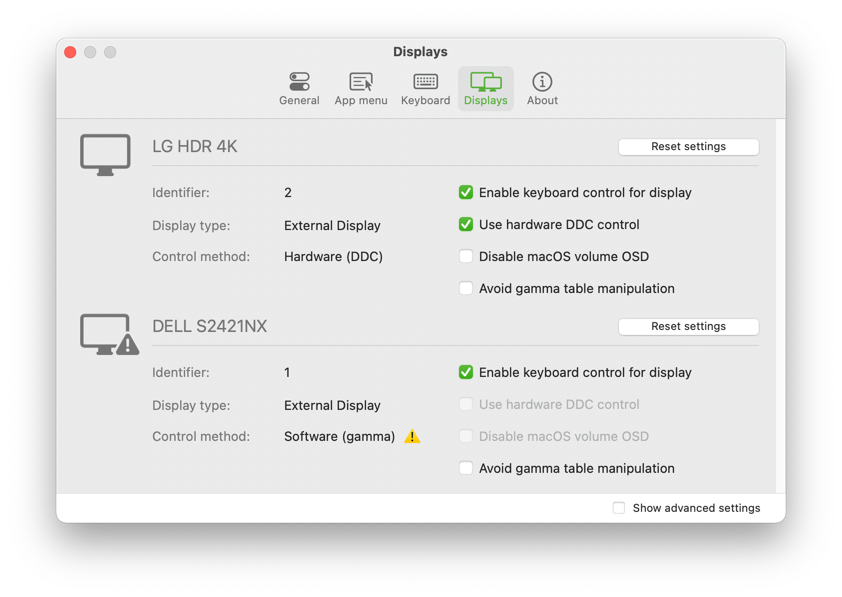 Displays
General App menu Keyboard Displays About
LG HDR 4K Reset settings
Identifier: 2 Enable keyboard control for display
Display type: External Display Use hardware DDC control
Control method: Hardware (DDC) Disable macOS volume OSD
Avoid gamma table manipulation
DELL S2421NX Reset settings
Identifier: 1 Enable keyboard control for display
Display type: External Display Use hardware DDC control
Control method: Software (gamma) Disable macOS volume OSD
Avoid gamma table manipulation
Show advanced settings